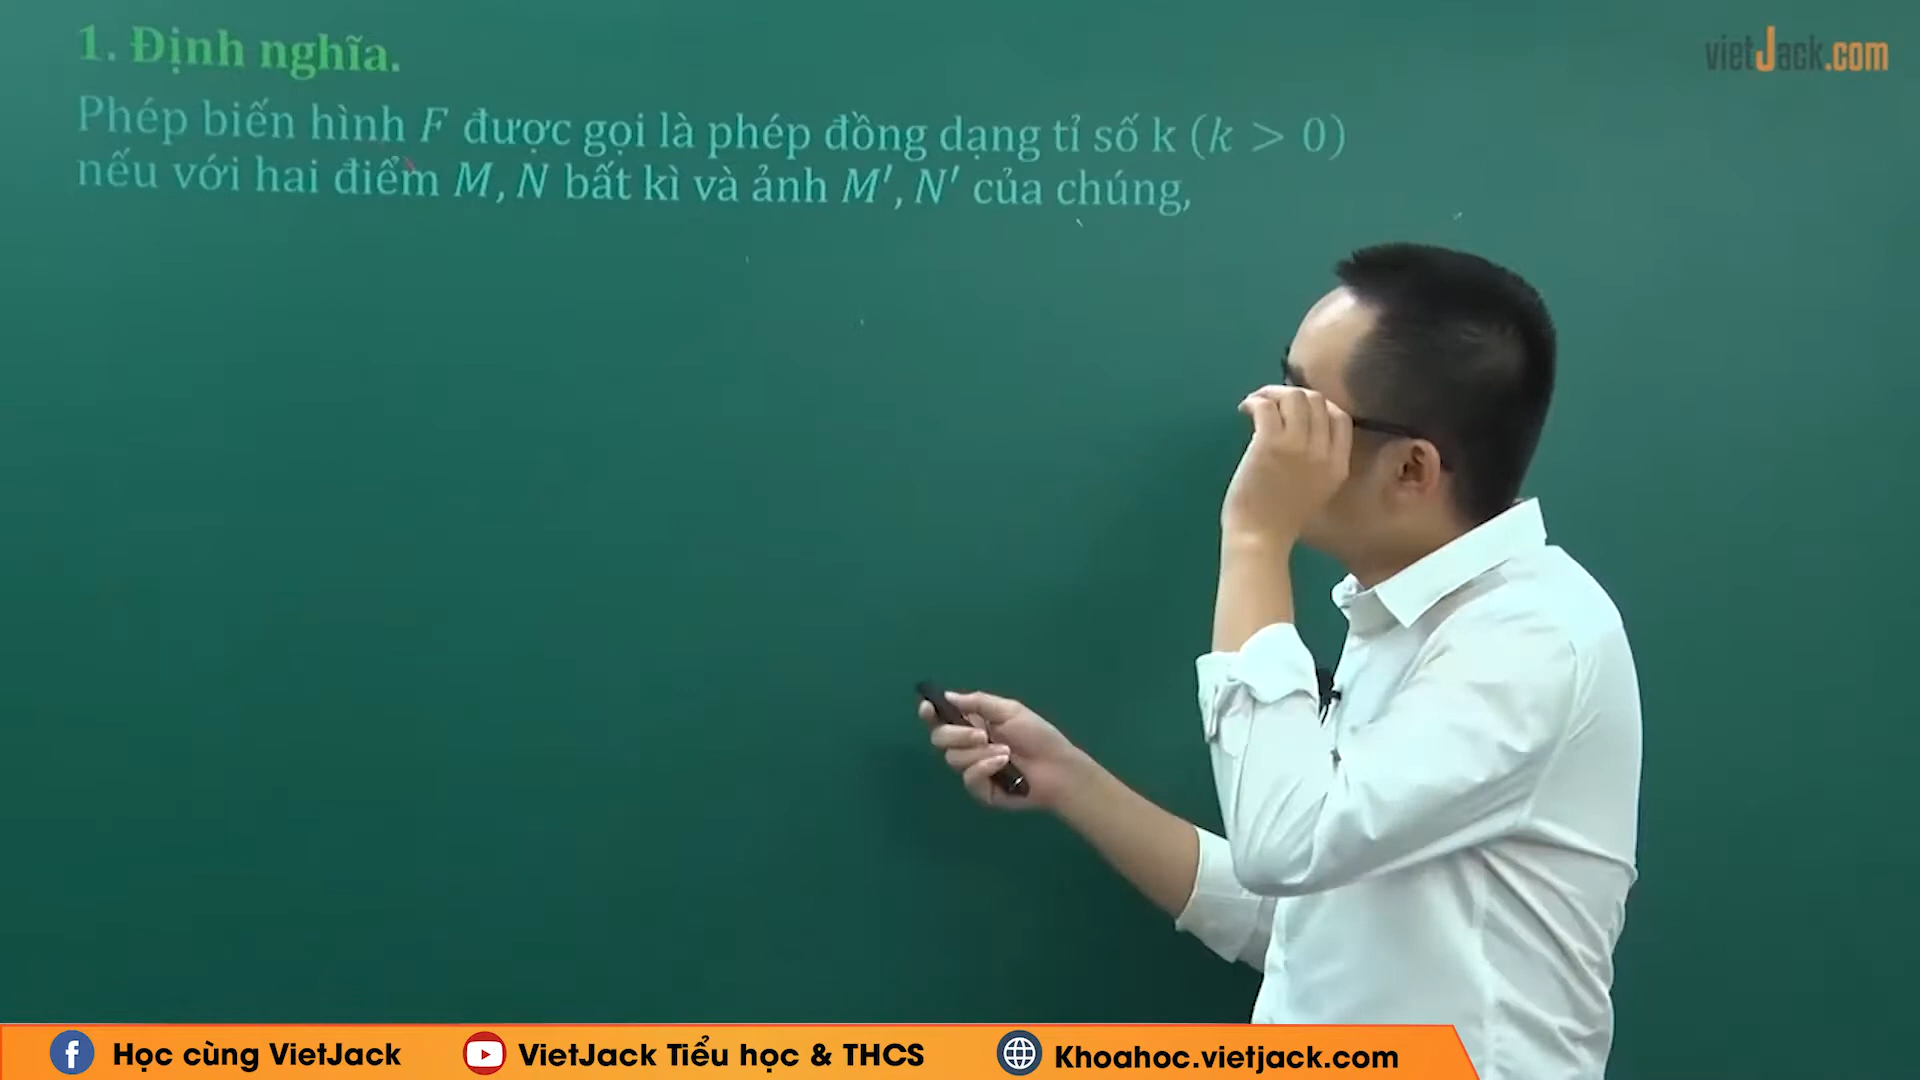 1. Định nghĩa.
vietJack.com
Phép biến hình F được gọi là phép đồng dạng tỉ số k (k > 0)
nếu với hai điểm M, N bất kì và ảnh M', N' của chúng,
Học cùng VietJack
VietJack Tiểu học & THCS
Khoahoc.vietjack.com